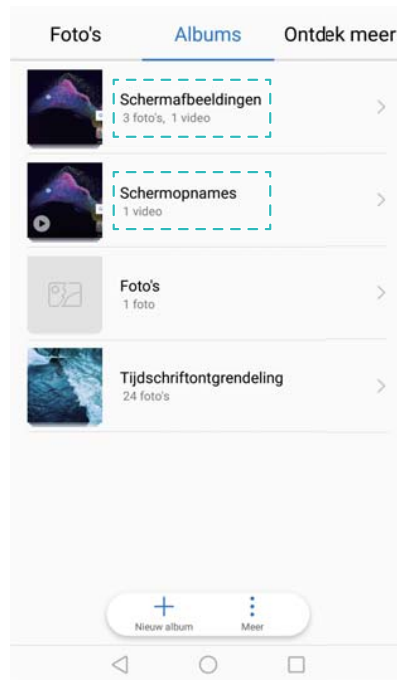 Foto's Albums Ontdek meer
Schermafbeeldingen
3 foto's, 1 video
Schermopnames
1 video
Foto's
1 foto
Tijdschriftontgrendeling
24 foto's
Nieuw album Meer